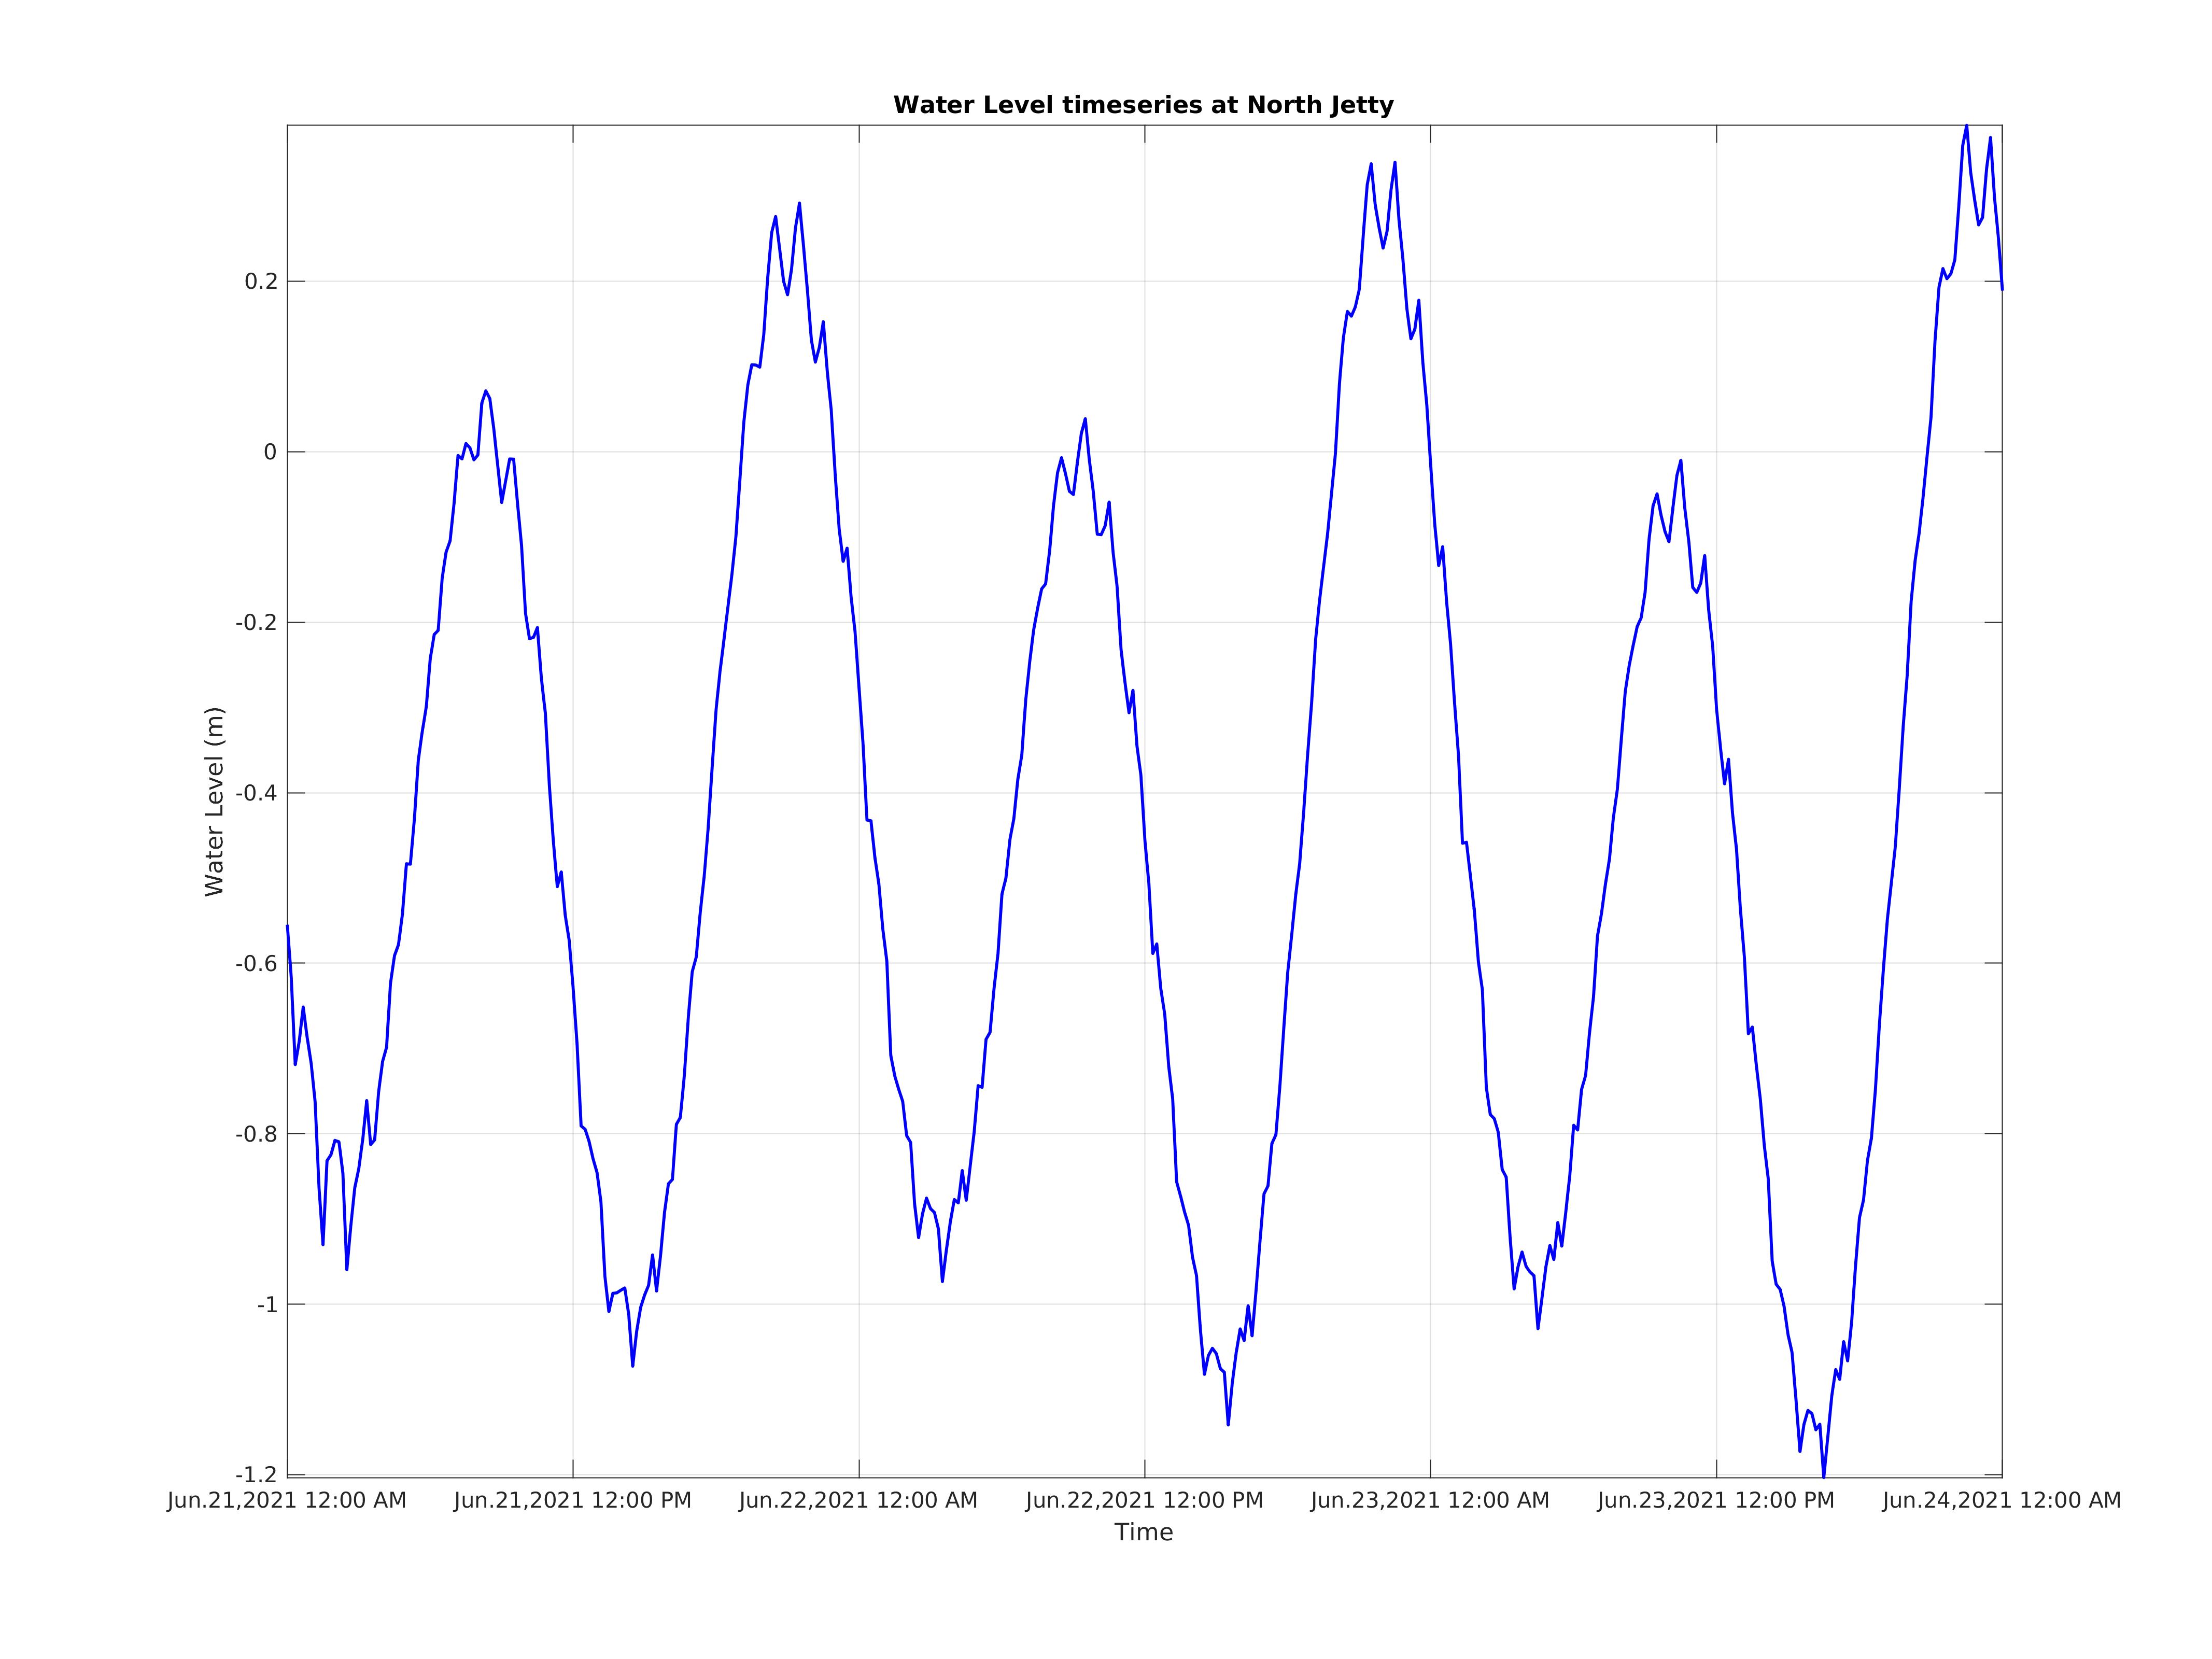 Water Level timeseries at North Jetty
0.2
0
-0.2
-0.4
-0.6
-0.8
-1
-1.2
Water Level (m)
Jun.21,2021 12:00 AM
Jun.21,2021 12:00 PM
Jun.22,2021 12:00 AM
Jun.22,2021 12:00 PM
Jun.23,2021 12:00 AM
Jun.23,2021 12:00 PM
Jun.24,2021 12:00 AM
Time